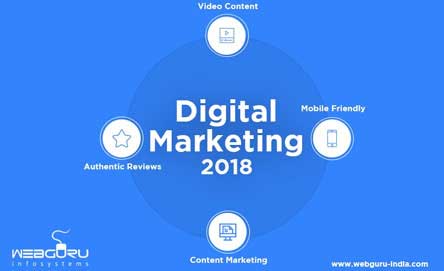 Video Content
Digital
Marketing
2018
Mobile Friendly
Authentic Reviews
Content Marketing
WEBGURU
infosystems
www.webguru-india.com